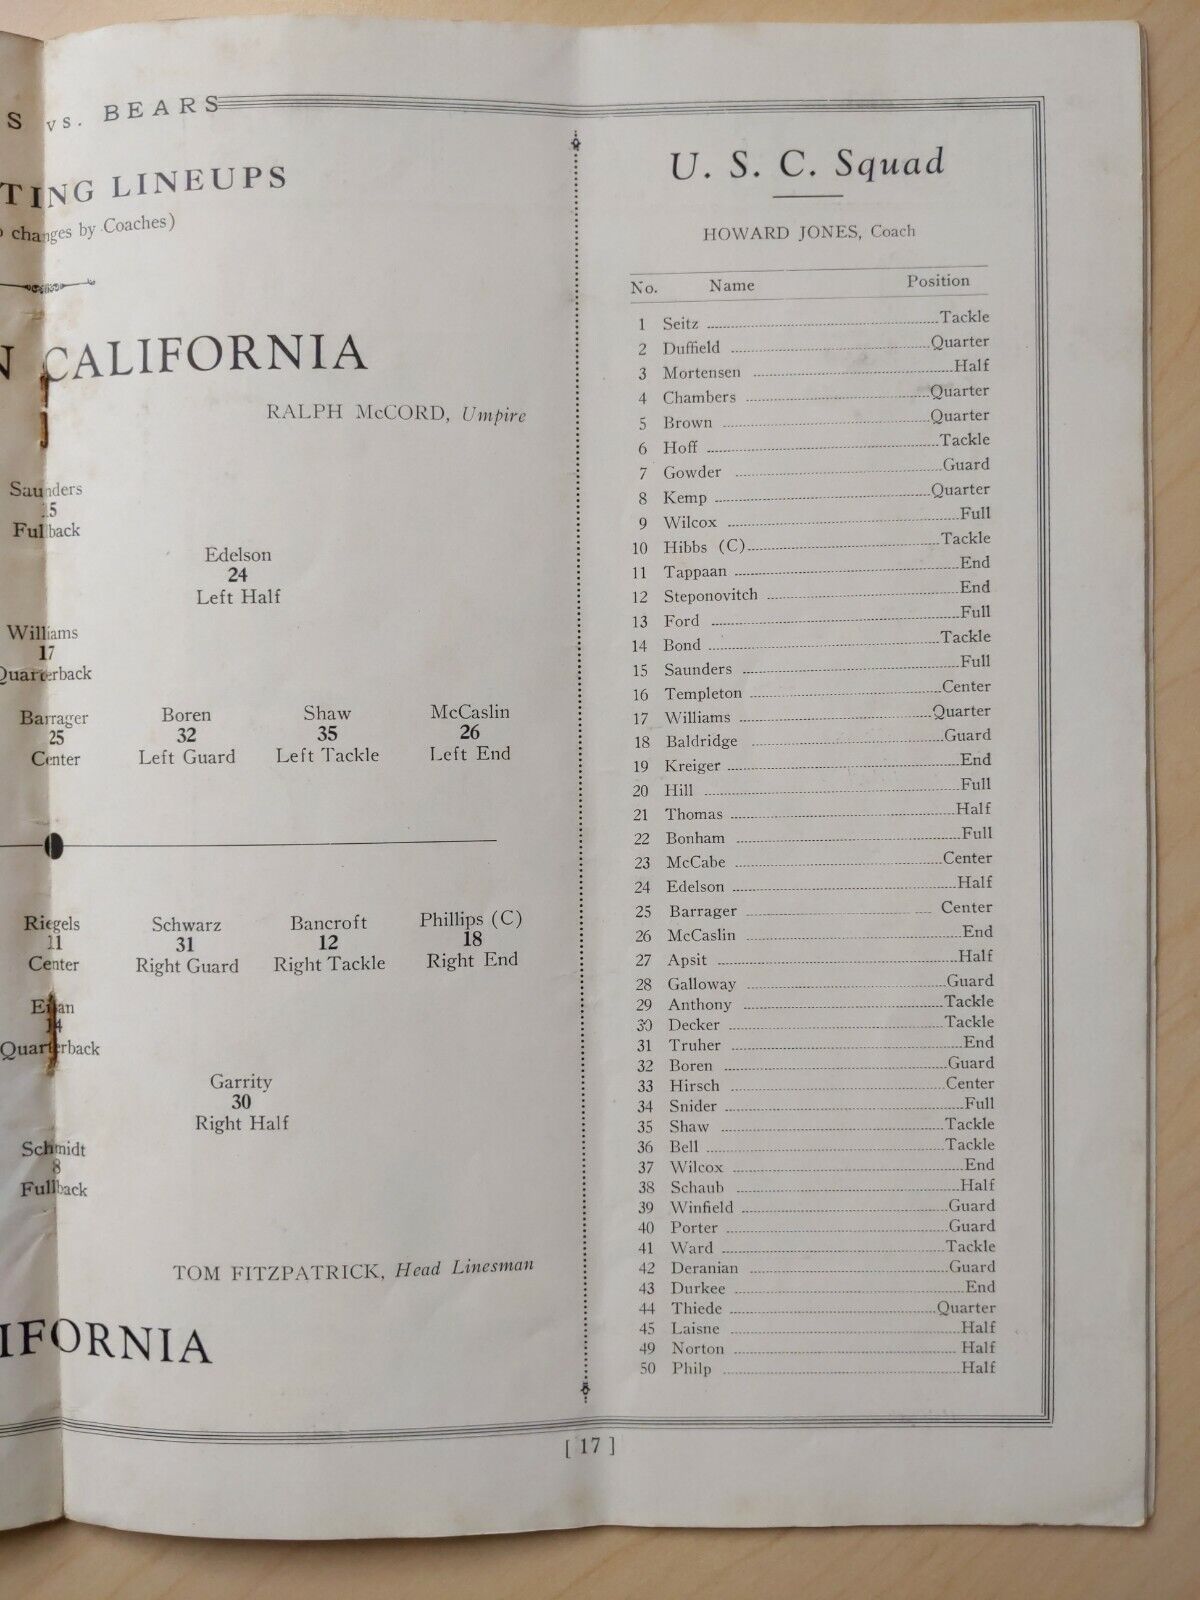 S vs. BEARS
TING LINEUPS
changes by Coaches)
N CALIFORNIA
RALPH McCORD, Umpire
Saunders
15
Fullback
Edelson
24
Left Half
Williams
17
Quarterback
Barrager
25
Center
Boren
32
Left Guard
Shaw
35
Left Tackle
McCaslin
26
Left End
Riegels
11
Center
Schwarz
31
Right Guard
Bancroft
12
Right Tackle
Phillips (C)
18
Right End
14
Quarterback
Garrity
30
Right Half
Schmidt
8
Fullback
TOM FITZPATRICK, Head Linesman
IFORNIA
U. S. C. Squad
HOWARD JONES, Coach
No. Name Position
1 Seitz Tackle
2 Duffield Quarter
3 Mortensen Half
4 Chambers Quarter
5 Brown Quarter
6 Hoff Tackle
7 Gowder Guard
8 Kemp Quarter
9 Wilcox Full
10 Hibbs (C) Tackle
11 Tappaan End
12 Steponovitch End
13 Ford Full
14 Bond Tackle
15 Saunders Full
16 Templeton Center
17 Williams Quarter
18 Baldridge Guard
19 Kreiger End
20 Hill Full
21 Thomas Half
22 Bonham Full
23 McCabe Center
24 Edelson Half
25 Barrager Center
26 McCaslin End
27 Apsit Half
28 Galloway Guard
29 Anthony Tackle
30 Decker Tackle
31 Truher End
32 Boren Guard
33 Hirsch Center
34 Snider Full
35 Shaw Tackle
36 Bell Tackle
37 Wilcox End
38 Schaub Half
39 Winfield Guard
40 Porter Guard
41 Ward Tackle
42 Deranian Guard
43 Durkee End
44 Thiede Quarter
45 Laisne Half
49 Norton Half
50 Philp Half
[ 17 ]